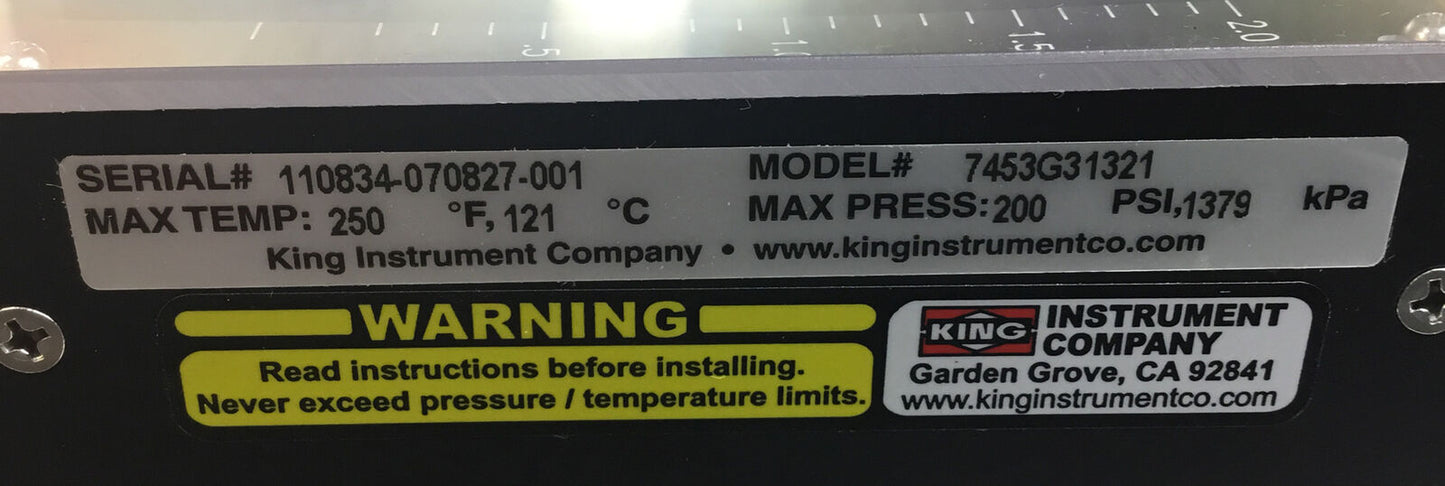 .5 1.0 1.5 2.0
SERIAL# 110834-070827-001 MODEL# 7453G31321
MAX TEMP: 250 °F, 121 °C MAX PRESS: 200 PSI, 1379 kPa
King Instrument Company • www.kinginstrumentco.com
WARNING
Read instructions before installing.
Never exceed pressure / temperature limits.
KING INSTRUMENT
COMPANY
Garden Grove, CA 92841
www.kinginstrumentco.com